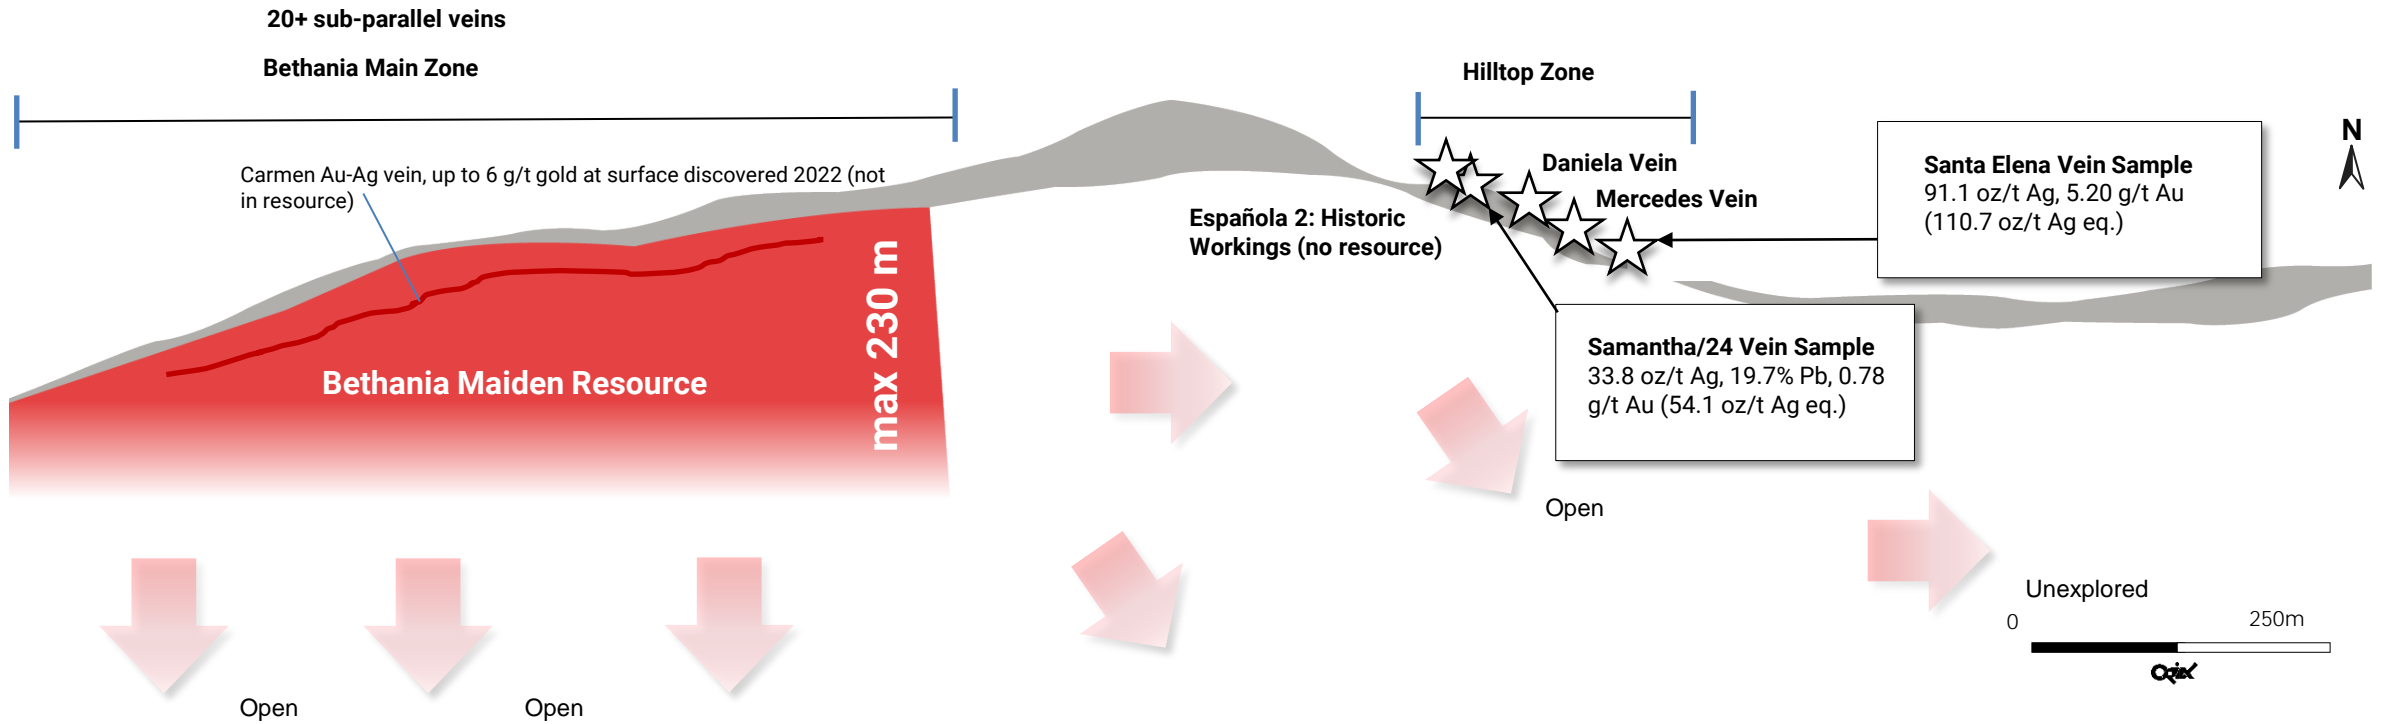 20+ sub-parallel veins
Bethania Main Zone
Hilltop Zone
N
Carmen Au-Ag vein, up to 6 g/t gold at surface discovered 2022 (not
in resource)
Daniela Vein
Mercedes Vein
Española 2: Historic
Workings (no resource)
Santa Elena Vein Sample
91.1 oz/t Ag, 5.20 g/t Au
(110.7 oz/t Ag eq.)
max 230 m
Bethania Maiden Resource
Samantha/24 Vein Sample
33.8 oz/t Ag, 19.7% Pb, 0.78
g/t Au (54.1 oz/t Ag eq.)
Open
Unexplored
0
250m
Open
Open